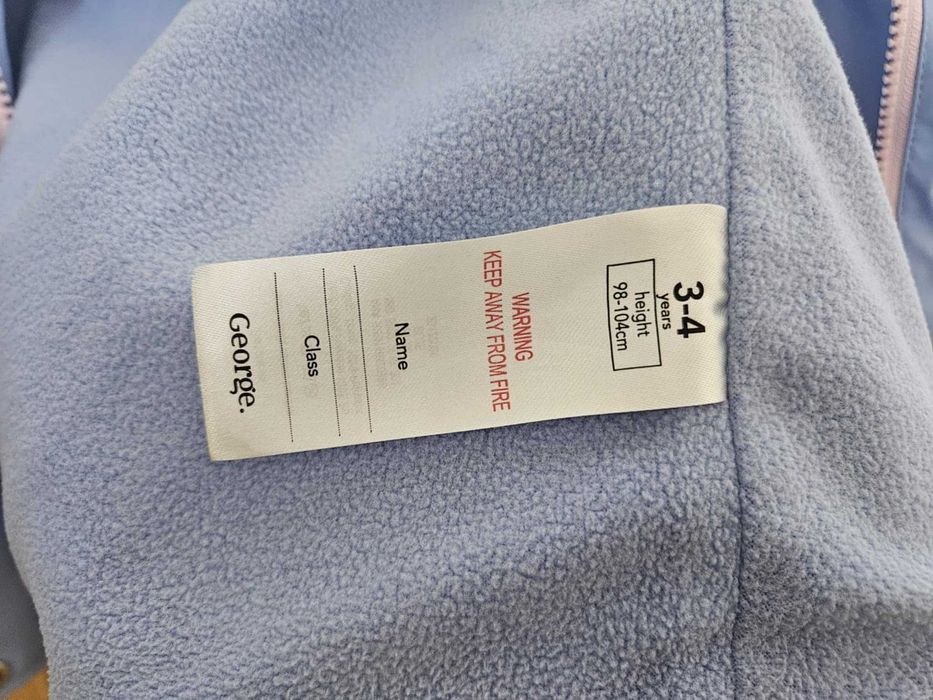 3-4
years
height
98-104cm
WARNING
KEEP AWAY FROM FIRE
Name
Class
George.